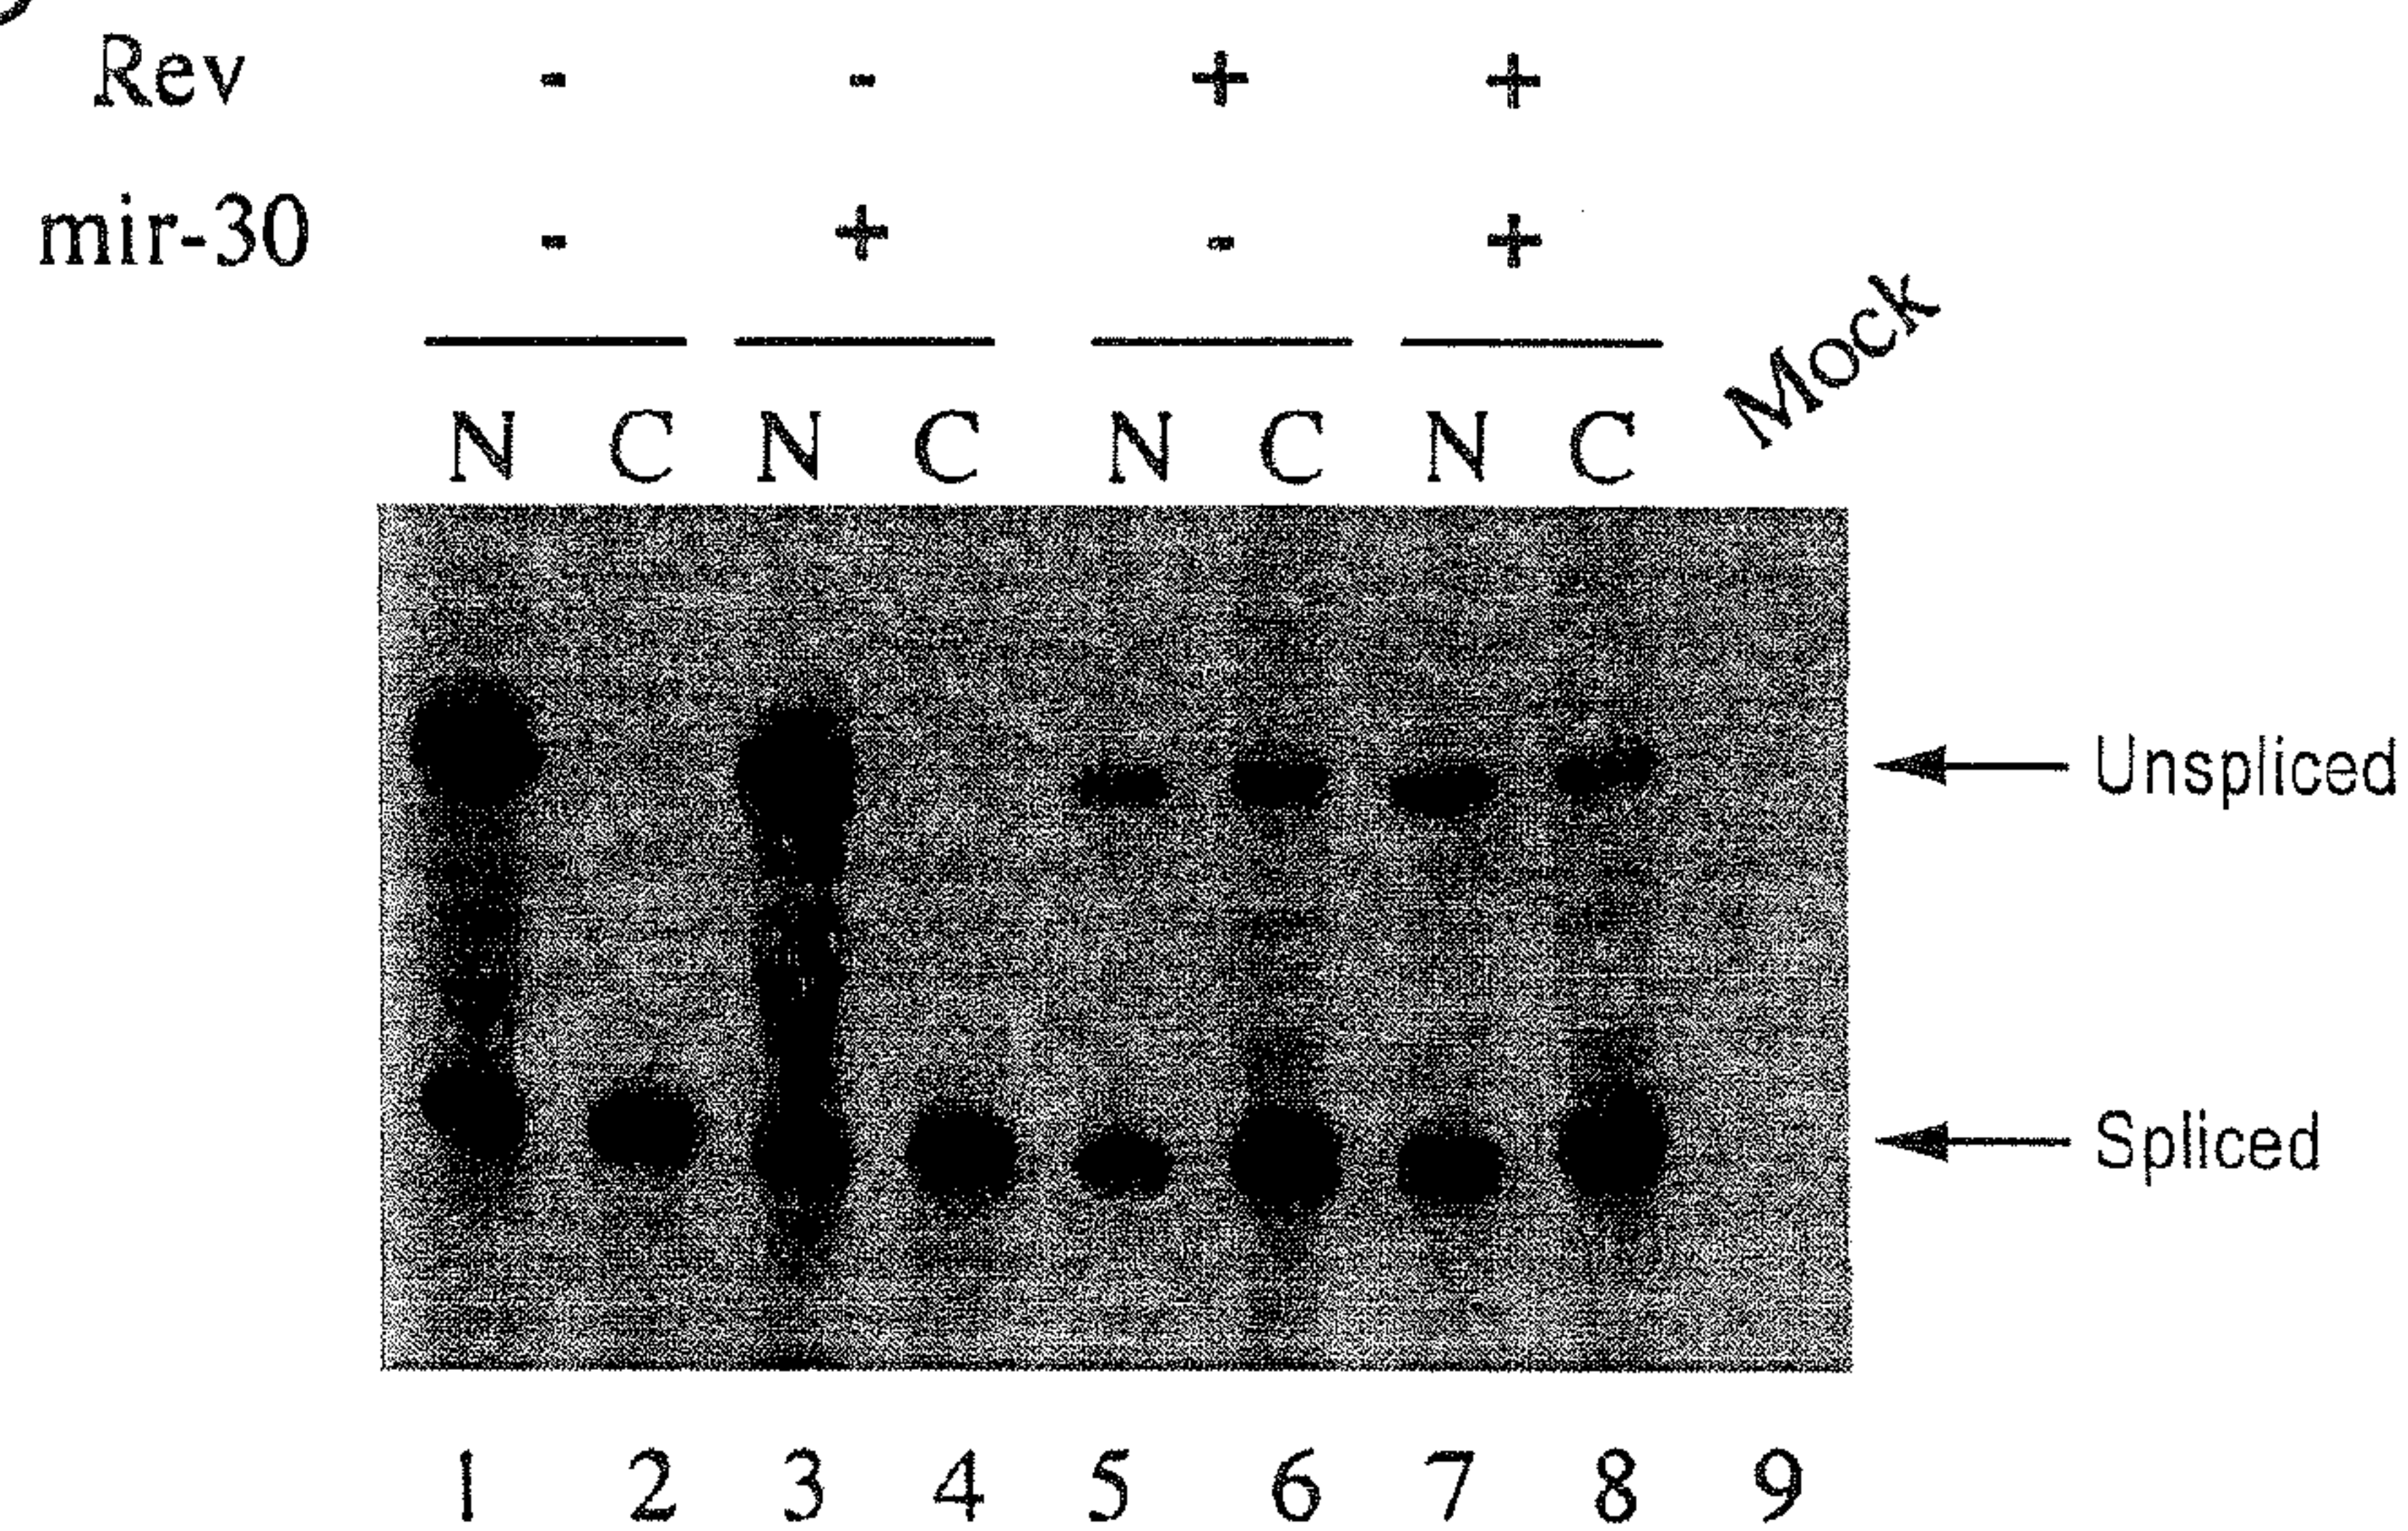 Rev - - + +
mir-30 - + - +
Mock
N C N C N C N C
Unspliced
Spliced
1 2 3 4 5 6 7 8 9